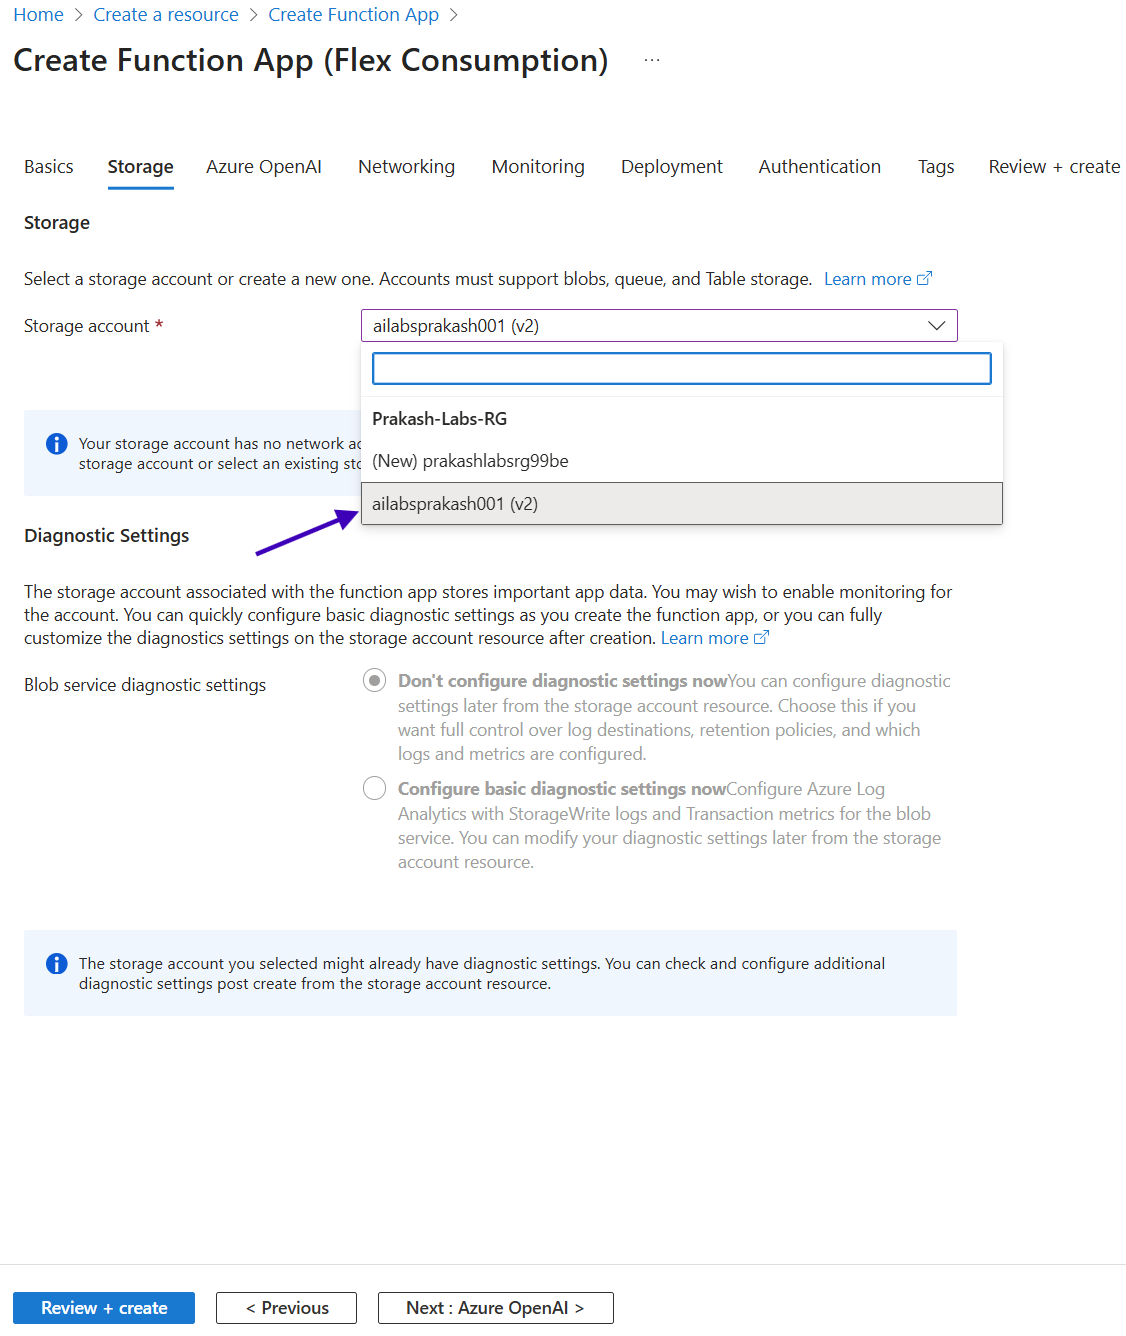 Home > Create a resource > Create Function App >
Create Function App (Flex Consumption) ...
Basics Storage Azure OpenAI Networking Monitoring Deployment Authentication Tags Review + create
Storage
Select a storage account or create a new one. Accounts must support blobs, queue, and Table storage. Learn more
Storage account * ailabsprakash001 (v2)
Prakash-Labs-RG
(New) prakashlabsrg99be
ailabsprakash001 (v2)
Your storage account has no network
storage account or select an existing
Diagnostic Settings
The storage account associated with the function app stores important app data. You may wish to enable monitoring for
the account. You can quickly configure basic diagnostic settings as you create the function app, or you can fully
customize the diagnostics settings on the storage account resource after creation. Learn more
Blob service diagnostic settings
Don't configure diagnostic settings nowYou can configure diagnostic
settings later from the storage account resource. Choose this if you
want full control over log destinations, retention policies, and which
logs and metrics are configured.
Configure basic diagnostic settings nowConfigure Azure Log
Analytics with StorageWrite logs and Transaction metrics for the blob
service. You can modify your diagnostic settings later from the storage
account resource.
The storage account you selected might already have diagnostic settings. You can check and configure additional
diagnostic settings post create from the storage account resource.
Review + create < Previous Next : Azure OpenAI >